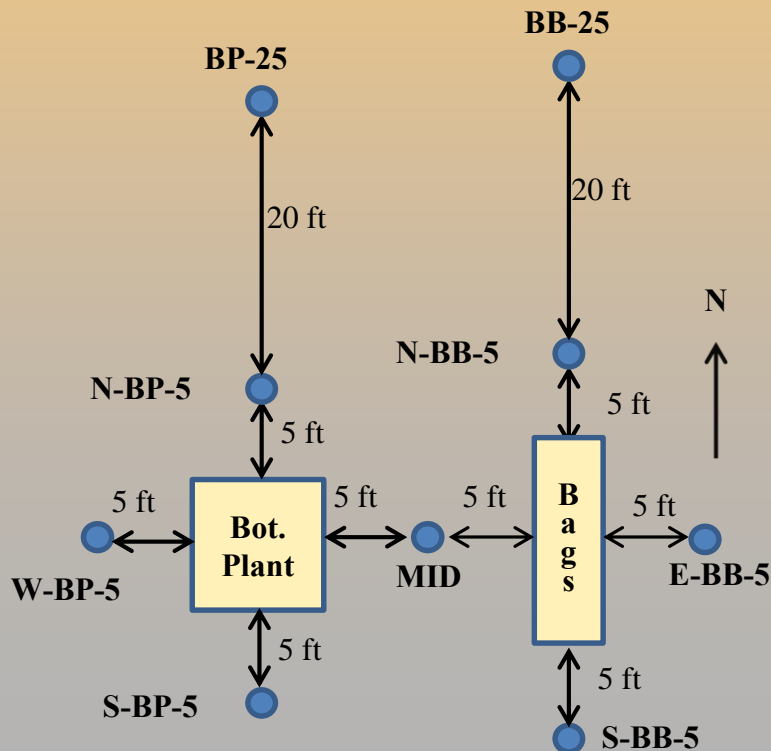 BB-25
BP-25
20 ft
20 ft
N
N-BB-5
N-BP-5
5 ft
5 ft
5 ft
5 ft
5 ft
5 ft
Bot.
Plant
B
a
g
s
W-BP-5
MID
E-BB-5
5 ft
5 ft
S-BP-5
S-BB-5